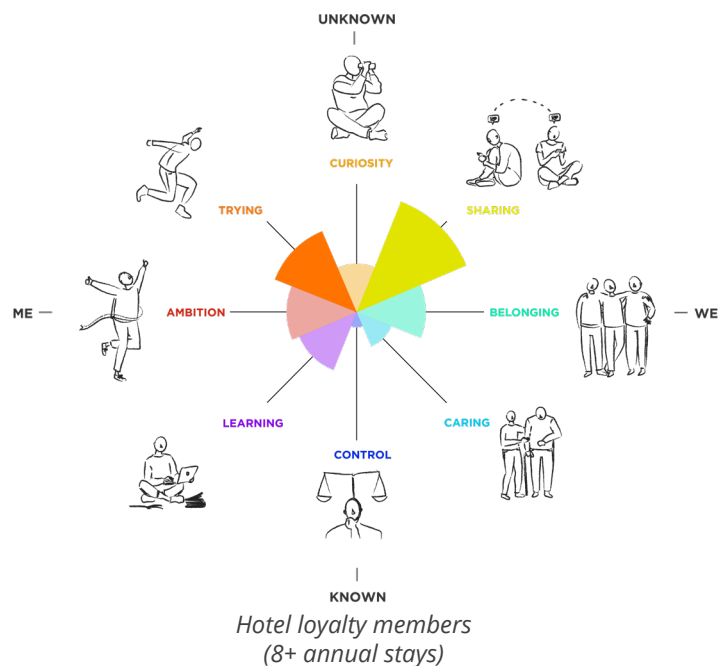 UNKNOWN
CURIOSITY
TRYING
SHARING
ME
AMBITION
BELONGING
WE
LEARNING
CARING
CONTROL
KNOWN
Hotel loyalty members
(8+ annual stays)